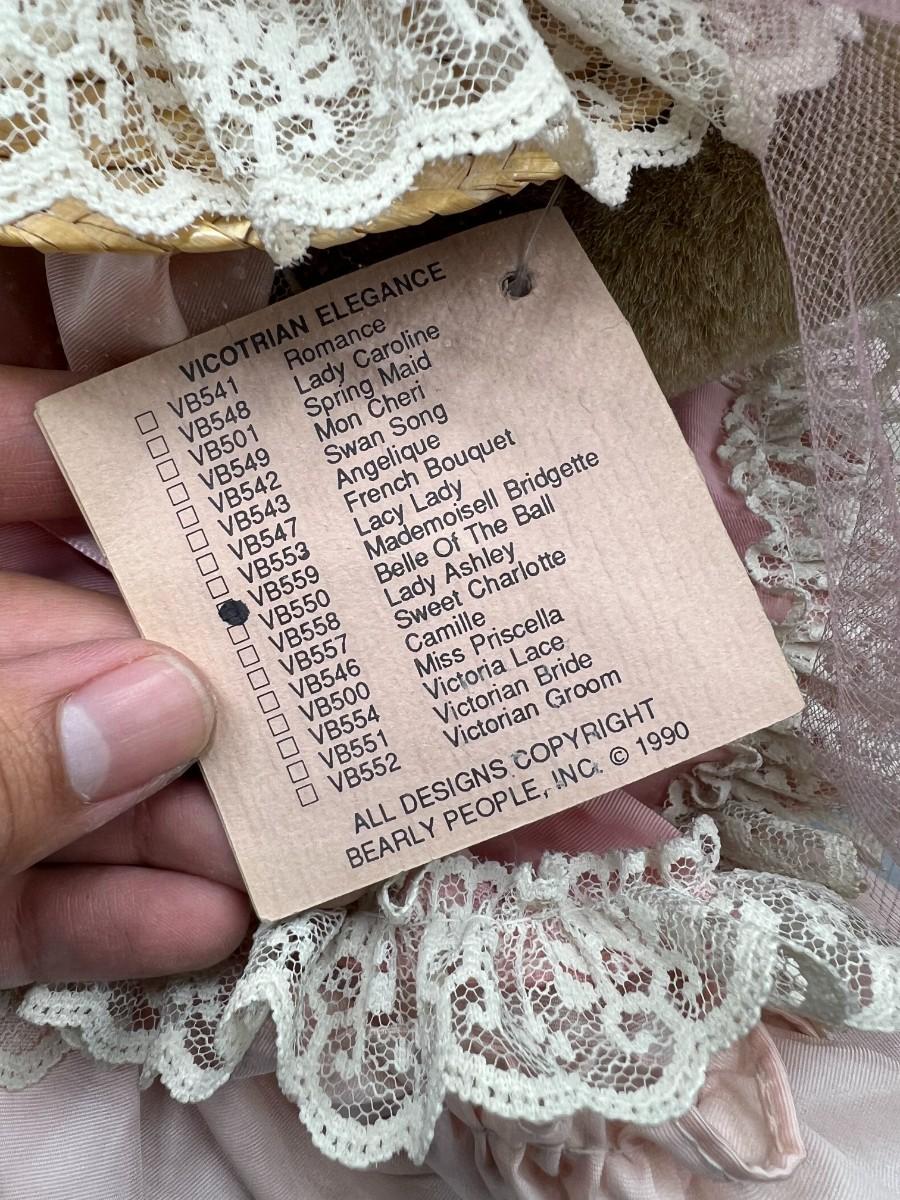 VICOTRIAN ELEGANCE
VB541 Romance
VB548 Lady Caroline
VB501 Spring Maid
VB549 Mon Cheri
VB542 Swan Song
VB543 Angelique
VB547 French Bouquet
VB553 Lacy Lady
VB559 Mademoisell Bridgette
VB550 Belle Of The Ball
VB558 Lady Ashley
VB557 Sweet Charlotte
VB546 Camille
VB500 Miss Priscella
VB554 Victoria Lace
VB551 Victorian Bride
VB552 Victorian Groom
ALL DESIGNS COPYRIGHT
BEARLY PEOPLE, INC. © 1990